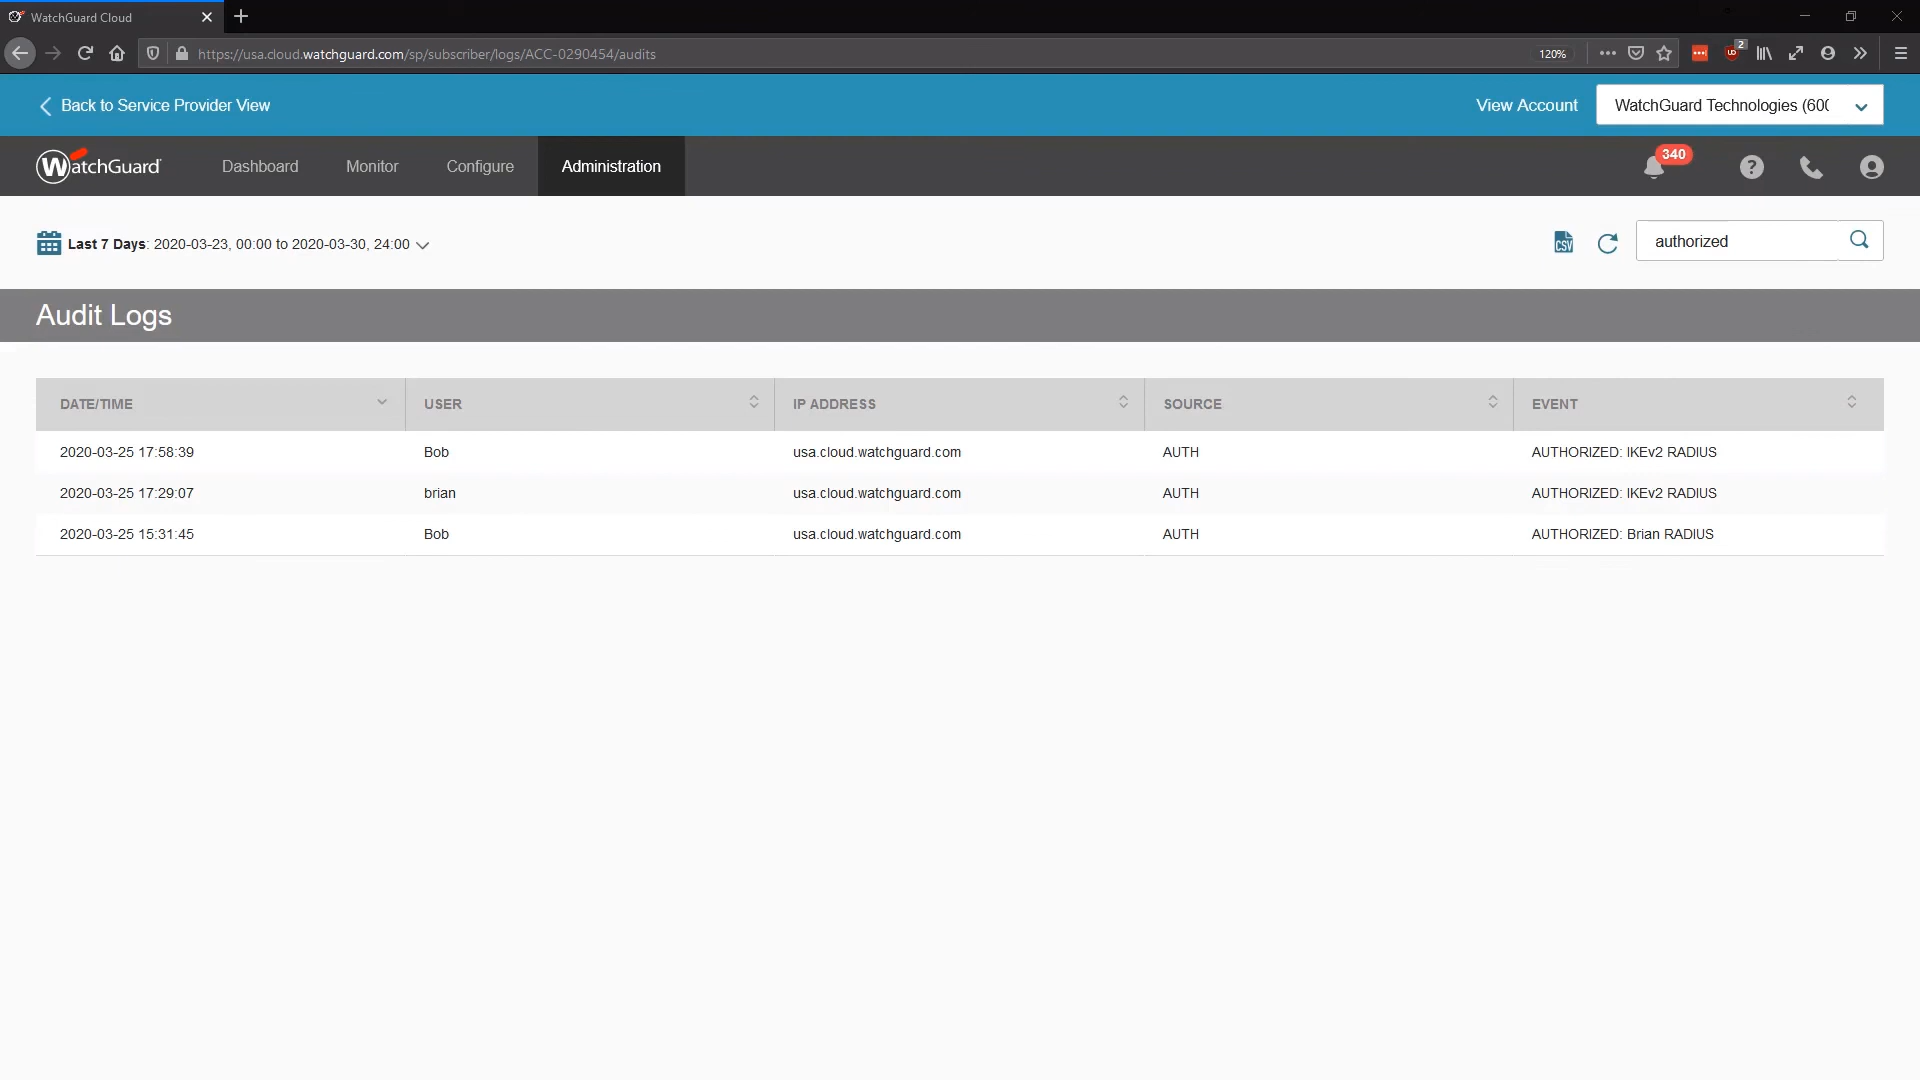 WatchGuard Cloud
https://usa.cloud.watchguard.com/sp/subscriber/logs/ACC-0290454/audits
120%
2
Back to Service Provider View
View Account
WatchGuard Technologies (600
WatchGuard
Dashboard
Monitor
Configure
Administration
340
?
Last 7 Days: 2020-03-23, 00:00 to 2020-03-30, 24:00
CSV
authorized
Audit Logs
DATE/TIME USER IP ADDRESS SOURCE EVENT
2020-03-25 17:58:39 Bob usa.cloud.watchguard.com AUTH AUTHORIZED: IKEv2 RADIUS
2020-03-25 17:29:07 brian usa.cloud.watchguard.com AUTH AUTHORIZED: IKEv2 RADIUS
2020-03-25 15:31:45 Bob usa.cloud.watchguard.com AUTH AUTHORIZED: Brian RADIUS